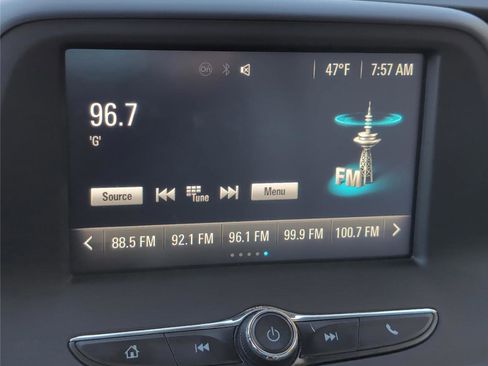 On 47°F 7:57 AM
96.7
'G'
FM
Source Tune Menu
88.5 FM 92.1 FM 96.1 FM 99.9 FM 100.7 FM